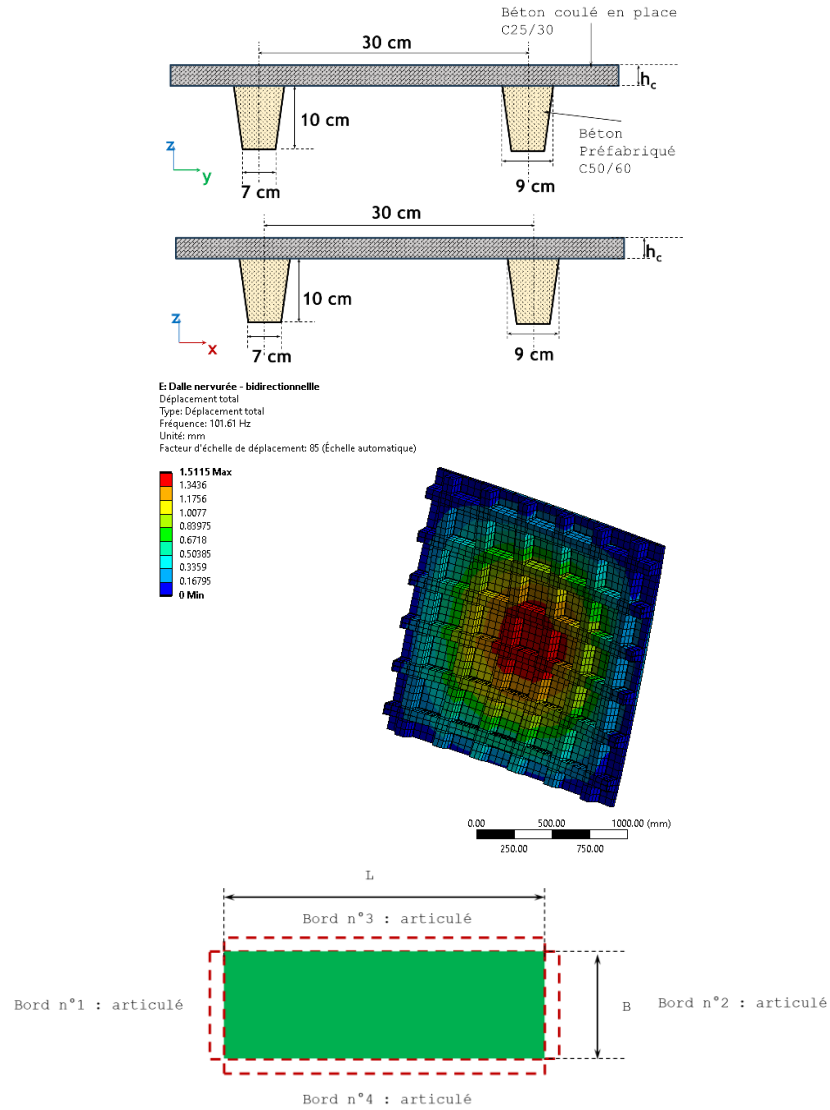 Béton coulé en place
C25/30
30 cm
h_c
10 cm
Béton
Préfabriqué
C50/60
z
y
7 cm
9 cm
30 cm
h_c
10 cm
z
x
7 cm
9 cm
E: Dalle nervurée - bidirectionnellle
Déplacement total
Type: Déplacement total
Fréquence: 101.61 Hz
Unité: mm
Facteur d'échelle de déplacement: 85 (Échelle automatique)
1.5115 Max
1.3436
1.1756
1.0077
0.83975
0.6718
0.50385
0.3359
0.16795
0 Min
0.00 500.00 1000.00 (mm)
250.00 750.00
L
Bord n°3 : articulé
Bord n°1 : articulé
B
Bord n°2 : articulé
Bord n°4 : articulé